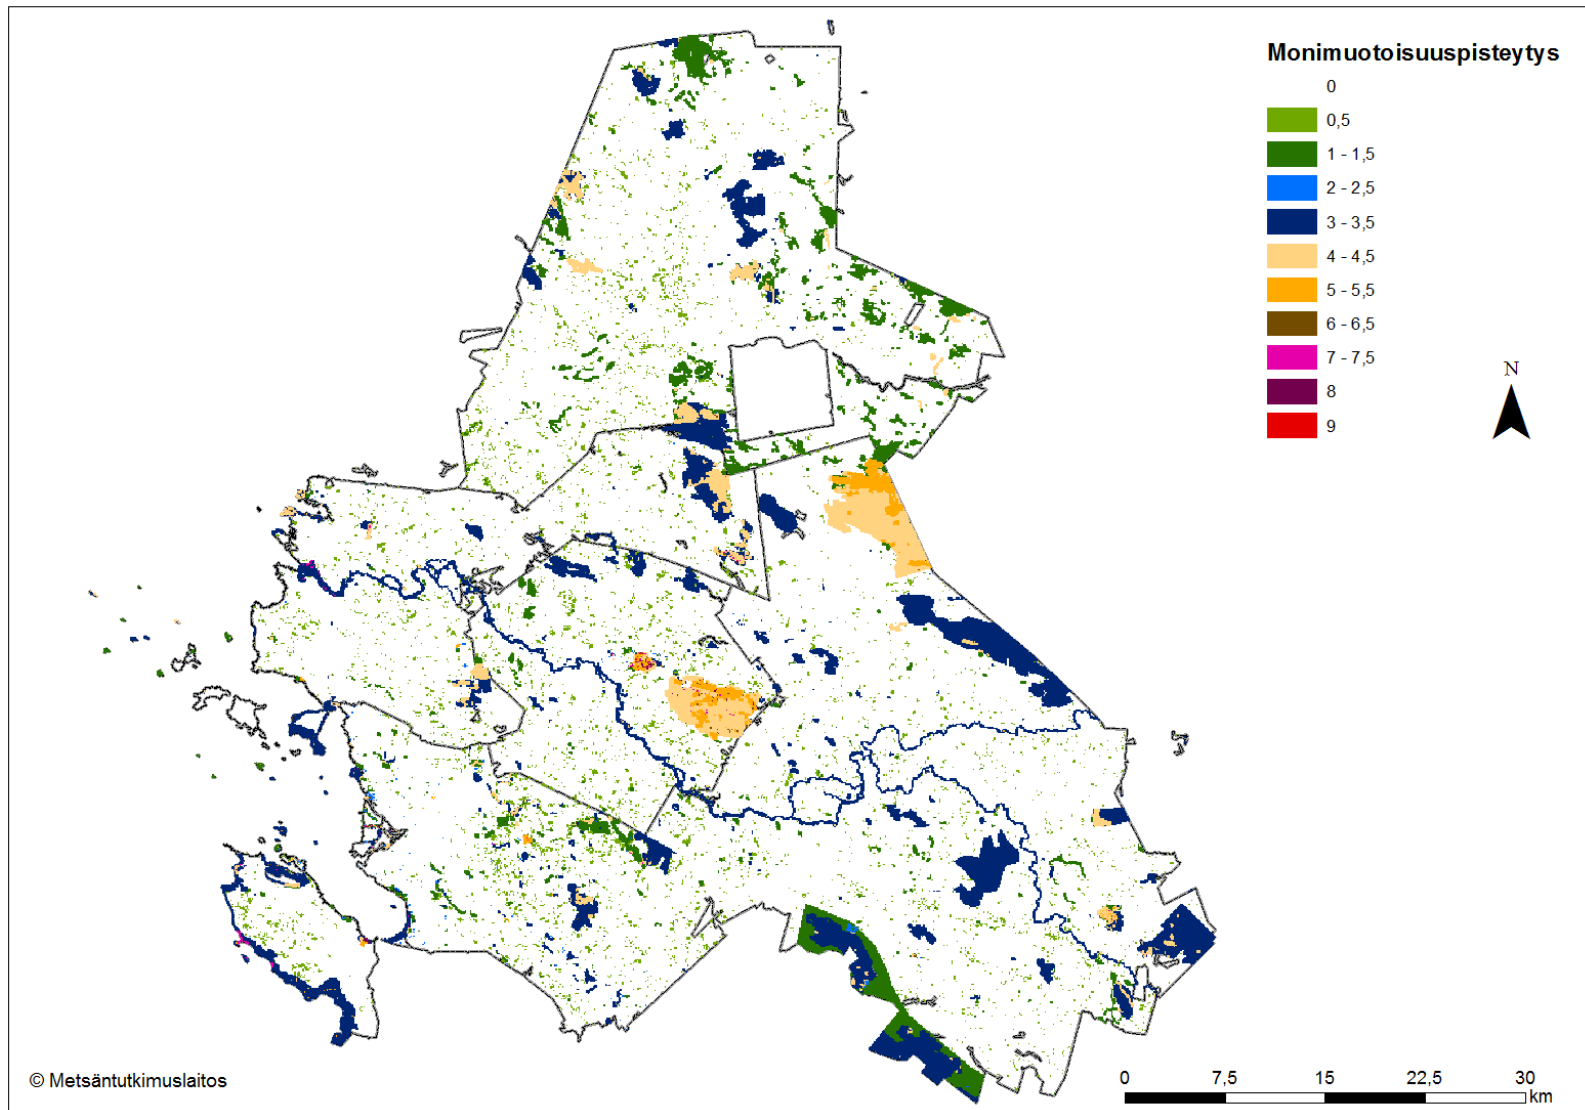 Monimuotoisuuspisteytys
0
0,5
1 - 1,5
2 - 2,5
3 - 3,5
4 - 4,5
5 - 5,5
6 - 6,5
7 - 7,5
8
9
N
© Metsäntutkimuslaitos
0 7,5 15 22,5 30
km